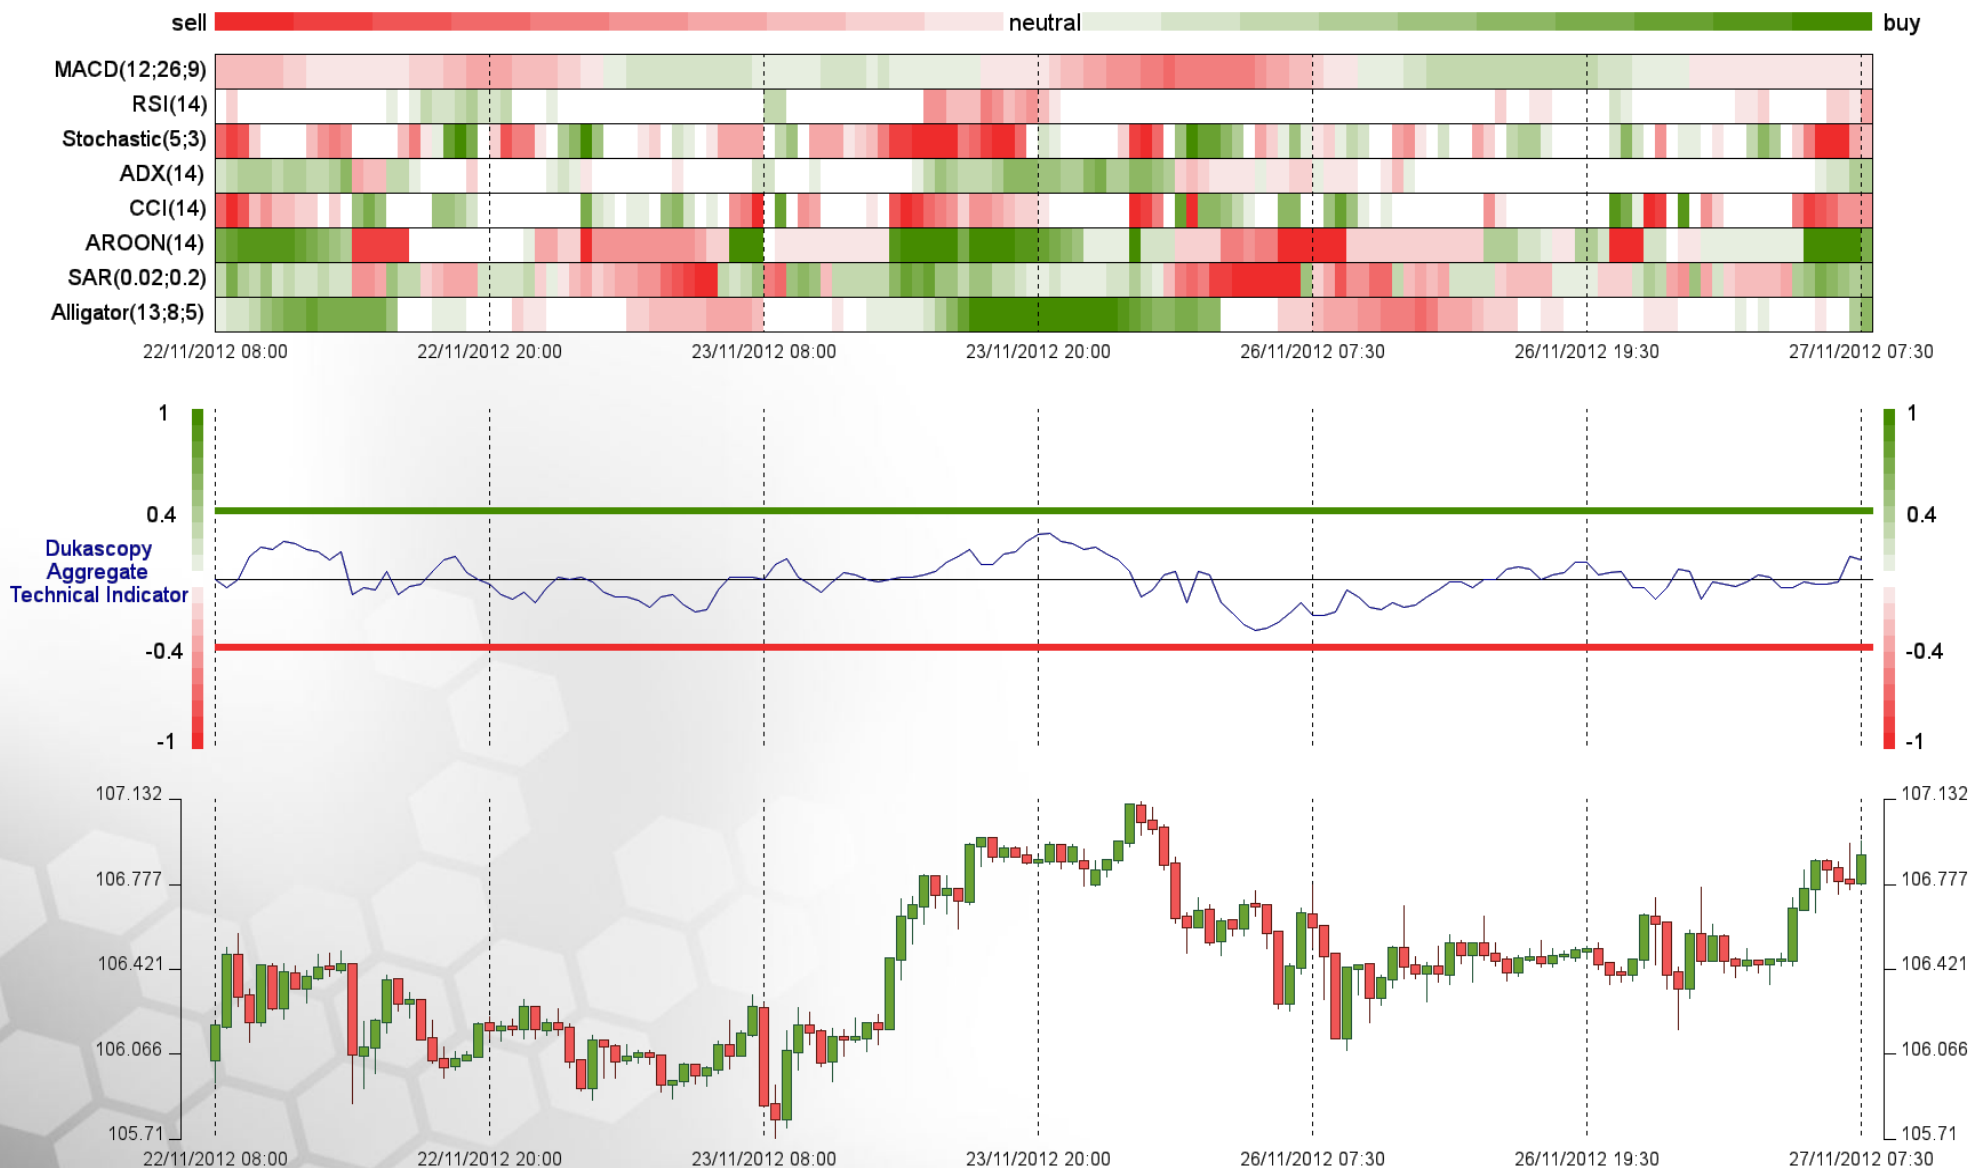 sell neutral buy
MACD(12;26;9)
RSI(14)
Stochastic(5;3)
ADX(14)
CCI(14)
AROON(14)
SAR(0.02;0.2)
Alligator(13;8;5)
22/11/2012 08:00 22/11/2012 20:00 23/11/2012 08:00 23/11/2012 20:00 26/11/2012 07:30 26/11/2012 19:30 27/11/2012 07:30
1 1
0.4 0.4
Dukascopy
Aggregate
Technical Indicator
-0.4 -0.4
-1 -1
107.132 107.132
106.777 106.777
106.421 106.421
106.066 106.066
105.71 105.71
22/11/2012 08:00 22/11/2012 20:00 23/11/2012 08:00 23/11/2012 20:00 26/11/2012 07:30 26/11/2012 19:30 27/11/2012 07:30